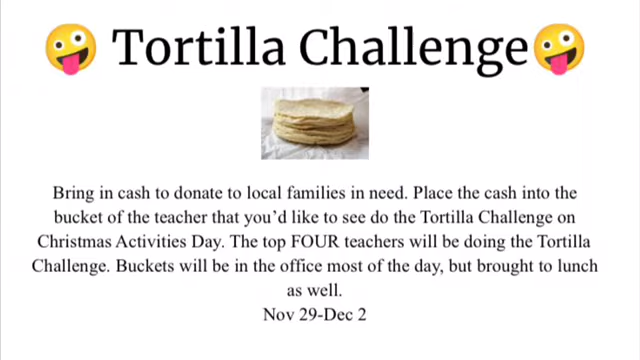 🤪 Tortilla Challenge🤪
Bring in cash to donate to local families in need. Place the cash into the
bucket of the teacher that you’d like to see do the Tortilla Challenge on
Christmas Activities Day. The top FOUR teachers will be doing the Tortilla
Challenge. Buckets will be in the office most of the day, but brought to lunch
as well.
Nov 29-Dec 2